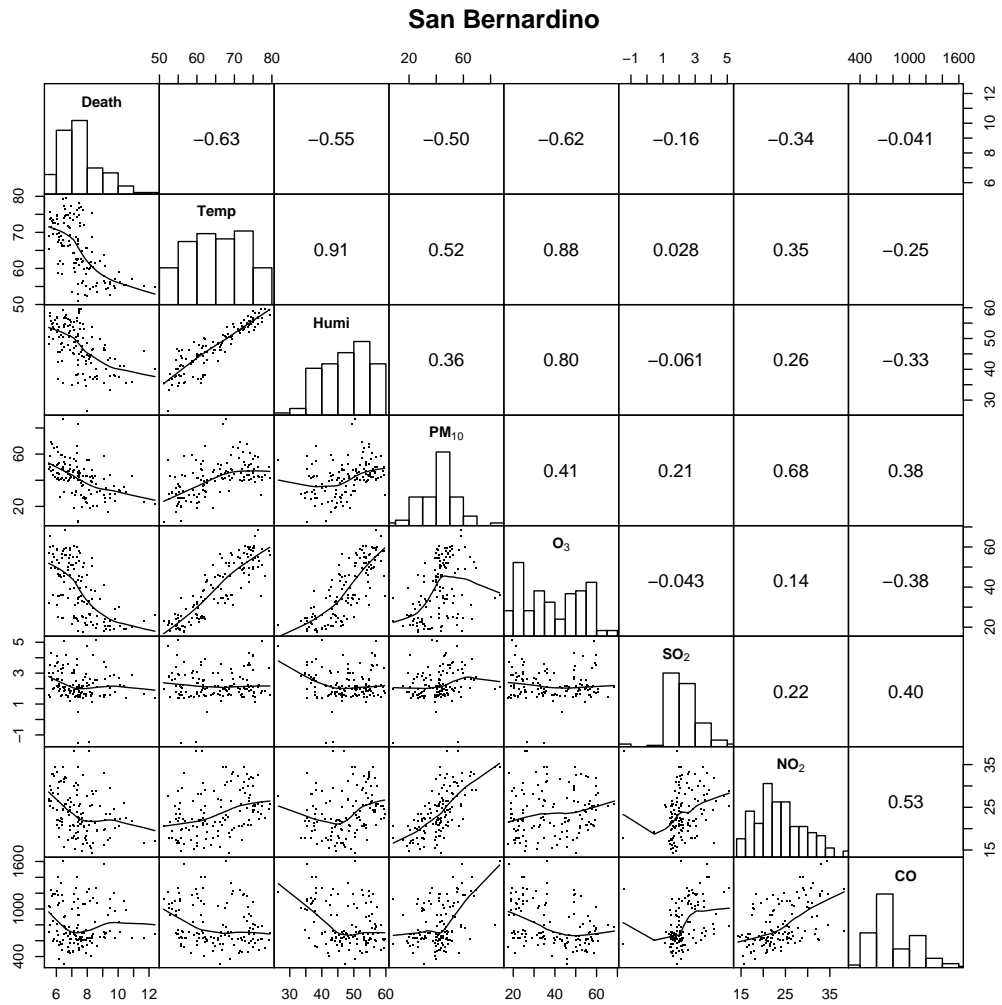 San Bernardino
50 60 70 80 20 60 −1 1 3 5 400 1000 1600
Death −0.63 −0.55 −0.50 −0.62 −0.16 −0.34 −0.041 6 8 10 12
50 60 70 80 Temp 0.91 0.52 0.88 0.028 0.35 −0.25
Humi 0.36 0.80 −0.061 0.26 −0.33 30 40 50 60
20 60 PM₁₀ 0.41 0.21 0.68 0.38
O₃ −0.043 0.14 −0.38 20 40 60
−1 1 3 5 SO₂ 0.22 0.40
NO₂ 0.53 15 25 35
400 1000 1600 CO
6 8 10 12 30 40 50 60 20 40 60 15 25 35